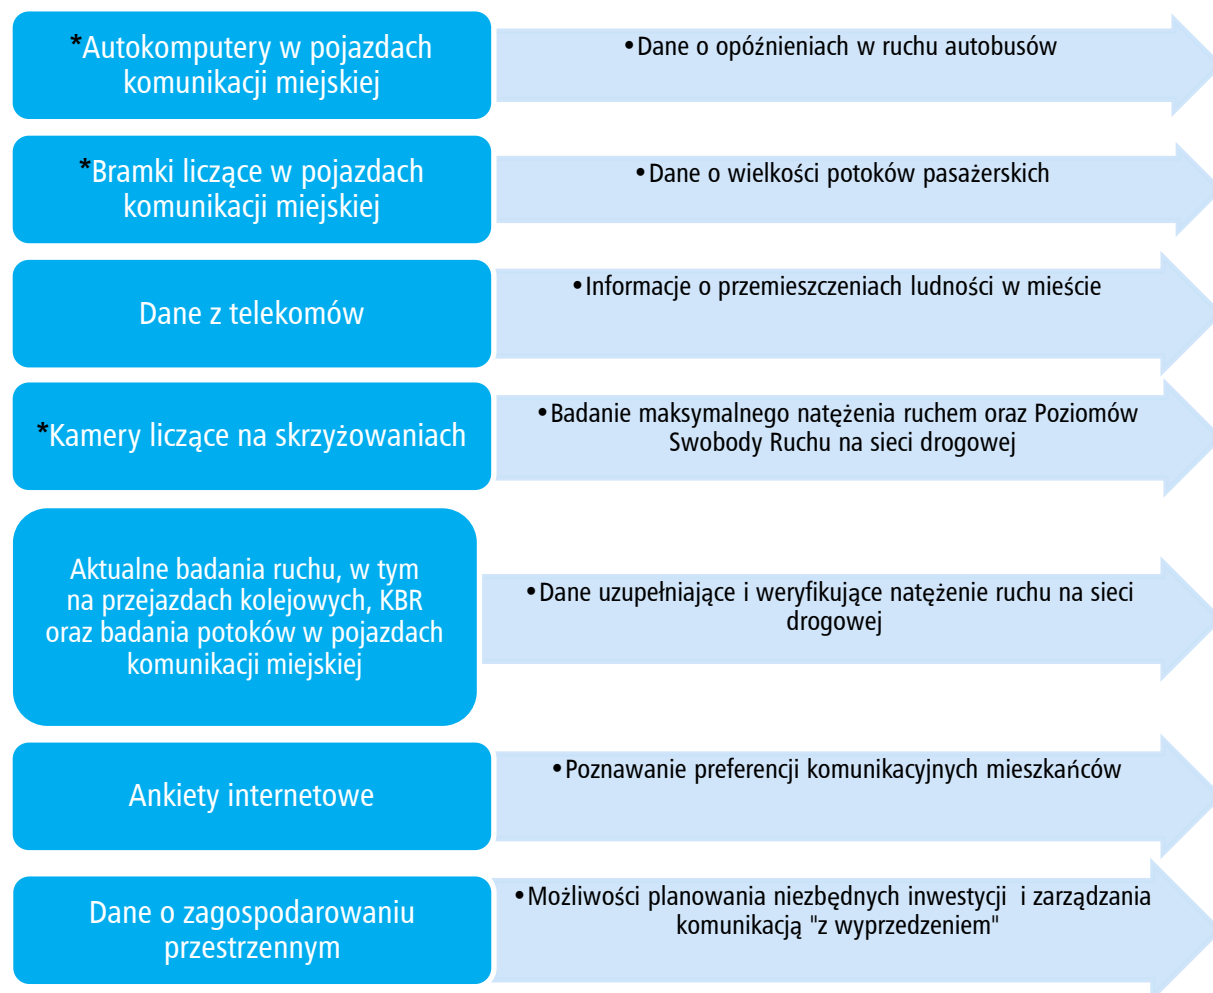 *Autokomputery w pojazdach
komunikacji miejskiej
•Dane o opóźnieniach w ruchu autobusów
*Bramki liczące w pojazdach
komunikacji miejskiej
•Dane o wielkości potoków pasażerskich
Dane z telekomów
•Informacje o przemieszczeniach ludności w mieście
*Kamery liczące na skrzyżowaniach
•Badanie maksymalnego natężenia ruchem oraz Poziomów
Swobody Ruchu na sieci drogowej
Aktualne badania ruchu, w tym
na przejazdach kolejowych, KBR
oraz badania potoków w pojazdach
komunikacji miejskiej
•Dane uzupełniające i weryfikujące natężenie ruchu na sieci
drogowej
Ankiety internetowe
•Poznawanie preferencji komunikacyjnych mieszkańców
Dane o zagospodarowaniu
przestrzennym
•Możliwości planowania niezbędnych inwestycji i zarządzania
komunikacją "z wyprzedzeniem"